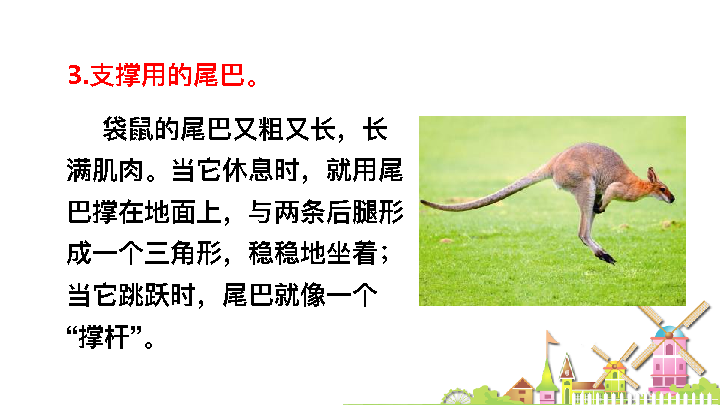 3.支撑用的尾巴。
袋鼠的尾巴又粗又长，长
满肌肉。当它休息时，就用尾
巴撑在地面上，与两条后腿形
成一个三角形，稳稳地坐着；
当它跳跃时，尾巴就像一个
“撑杆”。